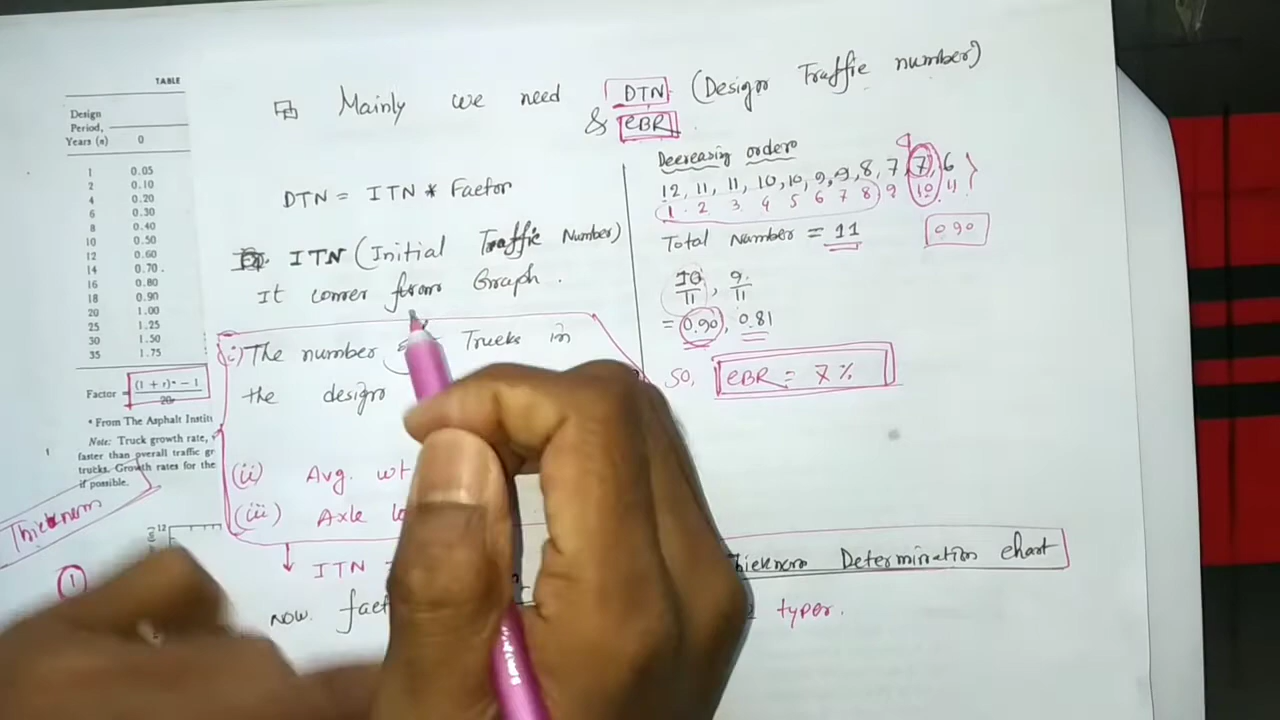 TABLE
Design
Period,
Years (n) 0
1 0.05
2 0.10
4 0.20
6 0.30
8 0.40
10 0.50
12 0.60
14 0.70
16 0.80
18 0.90
20 1.00
25 1.25
30 1.50
35 1.75
Factor = (1 + r)ⁿ − 1
* From The Asphalt Instit
Note: Truck growth rate,
faster than overall traffic gr
trucks. Growth rates for the
if possible.
Thickness
12
1
Mainly we need DTN (Design Traffic number)
& CBR
DTN = ITN * Factor
ITN (Initial Traffic Number)
It comes from Graph.
i) The number Trucks in
the design
(ii) Avg. wt
(iii) Axle
ITN
NOW.
Decreasing order
12, 11, 11, 10, 10, 9, 9, 8, 7, 7, 6
1 2 3 4 5 6 7 8 9 10 11
Total Number = 11
0.90
10/11, 9/11
= 0.90, 0.81
SO, CBR = 7%
Thickness Determination chart
types.